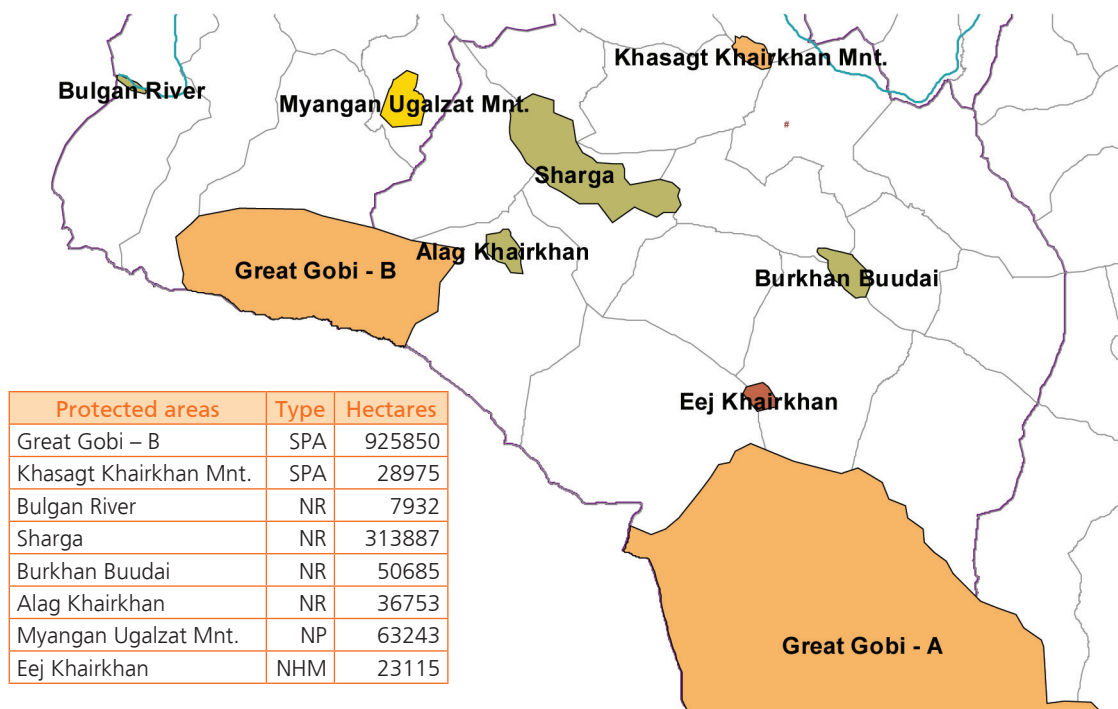 Khasagt Khairkhan Mnt.
Bulgan River
Myangan Ugalzat Mnt.
#
Sharga
Alag Khairkhan
Great Gobi - B
Burkhan Buudai
Eej Khairkhan
Great Gobi - A
Protected areas Type Hectares
Great Gobi – B SPA 925850
Khasagt Khairkhan Mnt. SPA 28975
Bulgan River NR 7932
Sharga NR 313887
Burkhan Buudai NR 50685
Alag Khairkhan NR 36753
Myangan Ugalzat Mnt. NP 63243
Eej Khairkhan NHM 23115